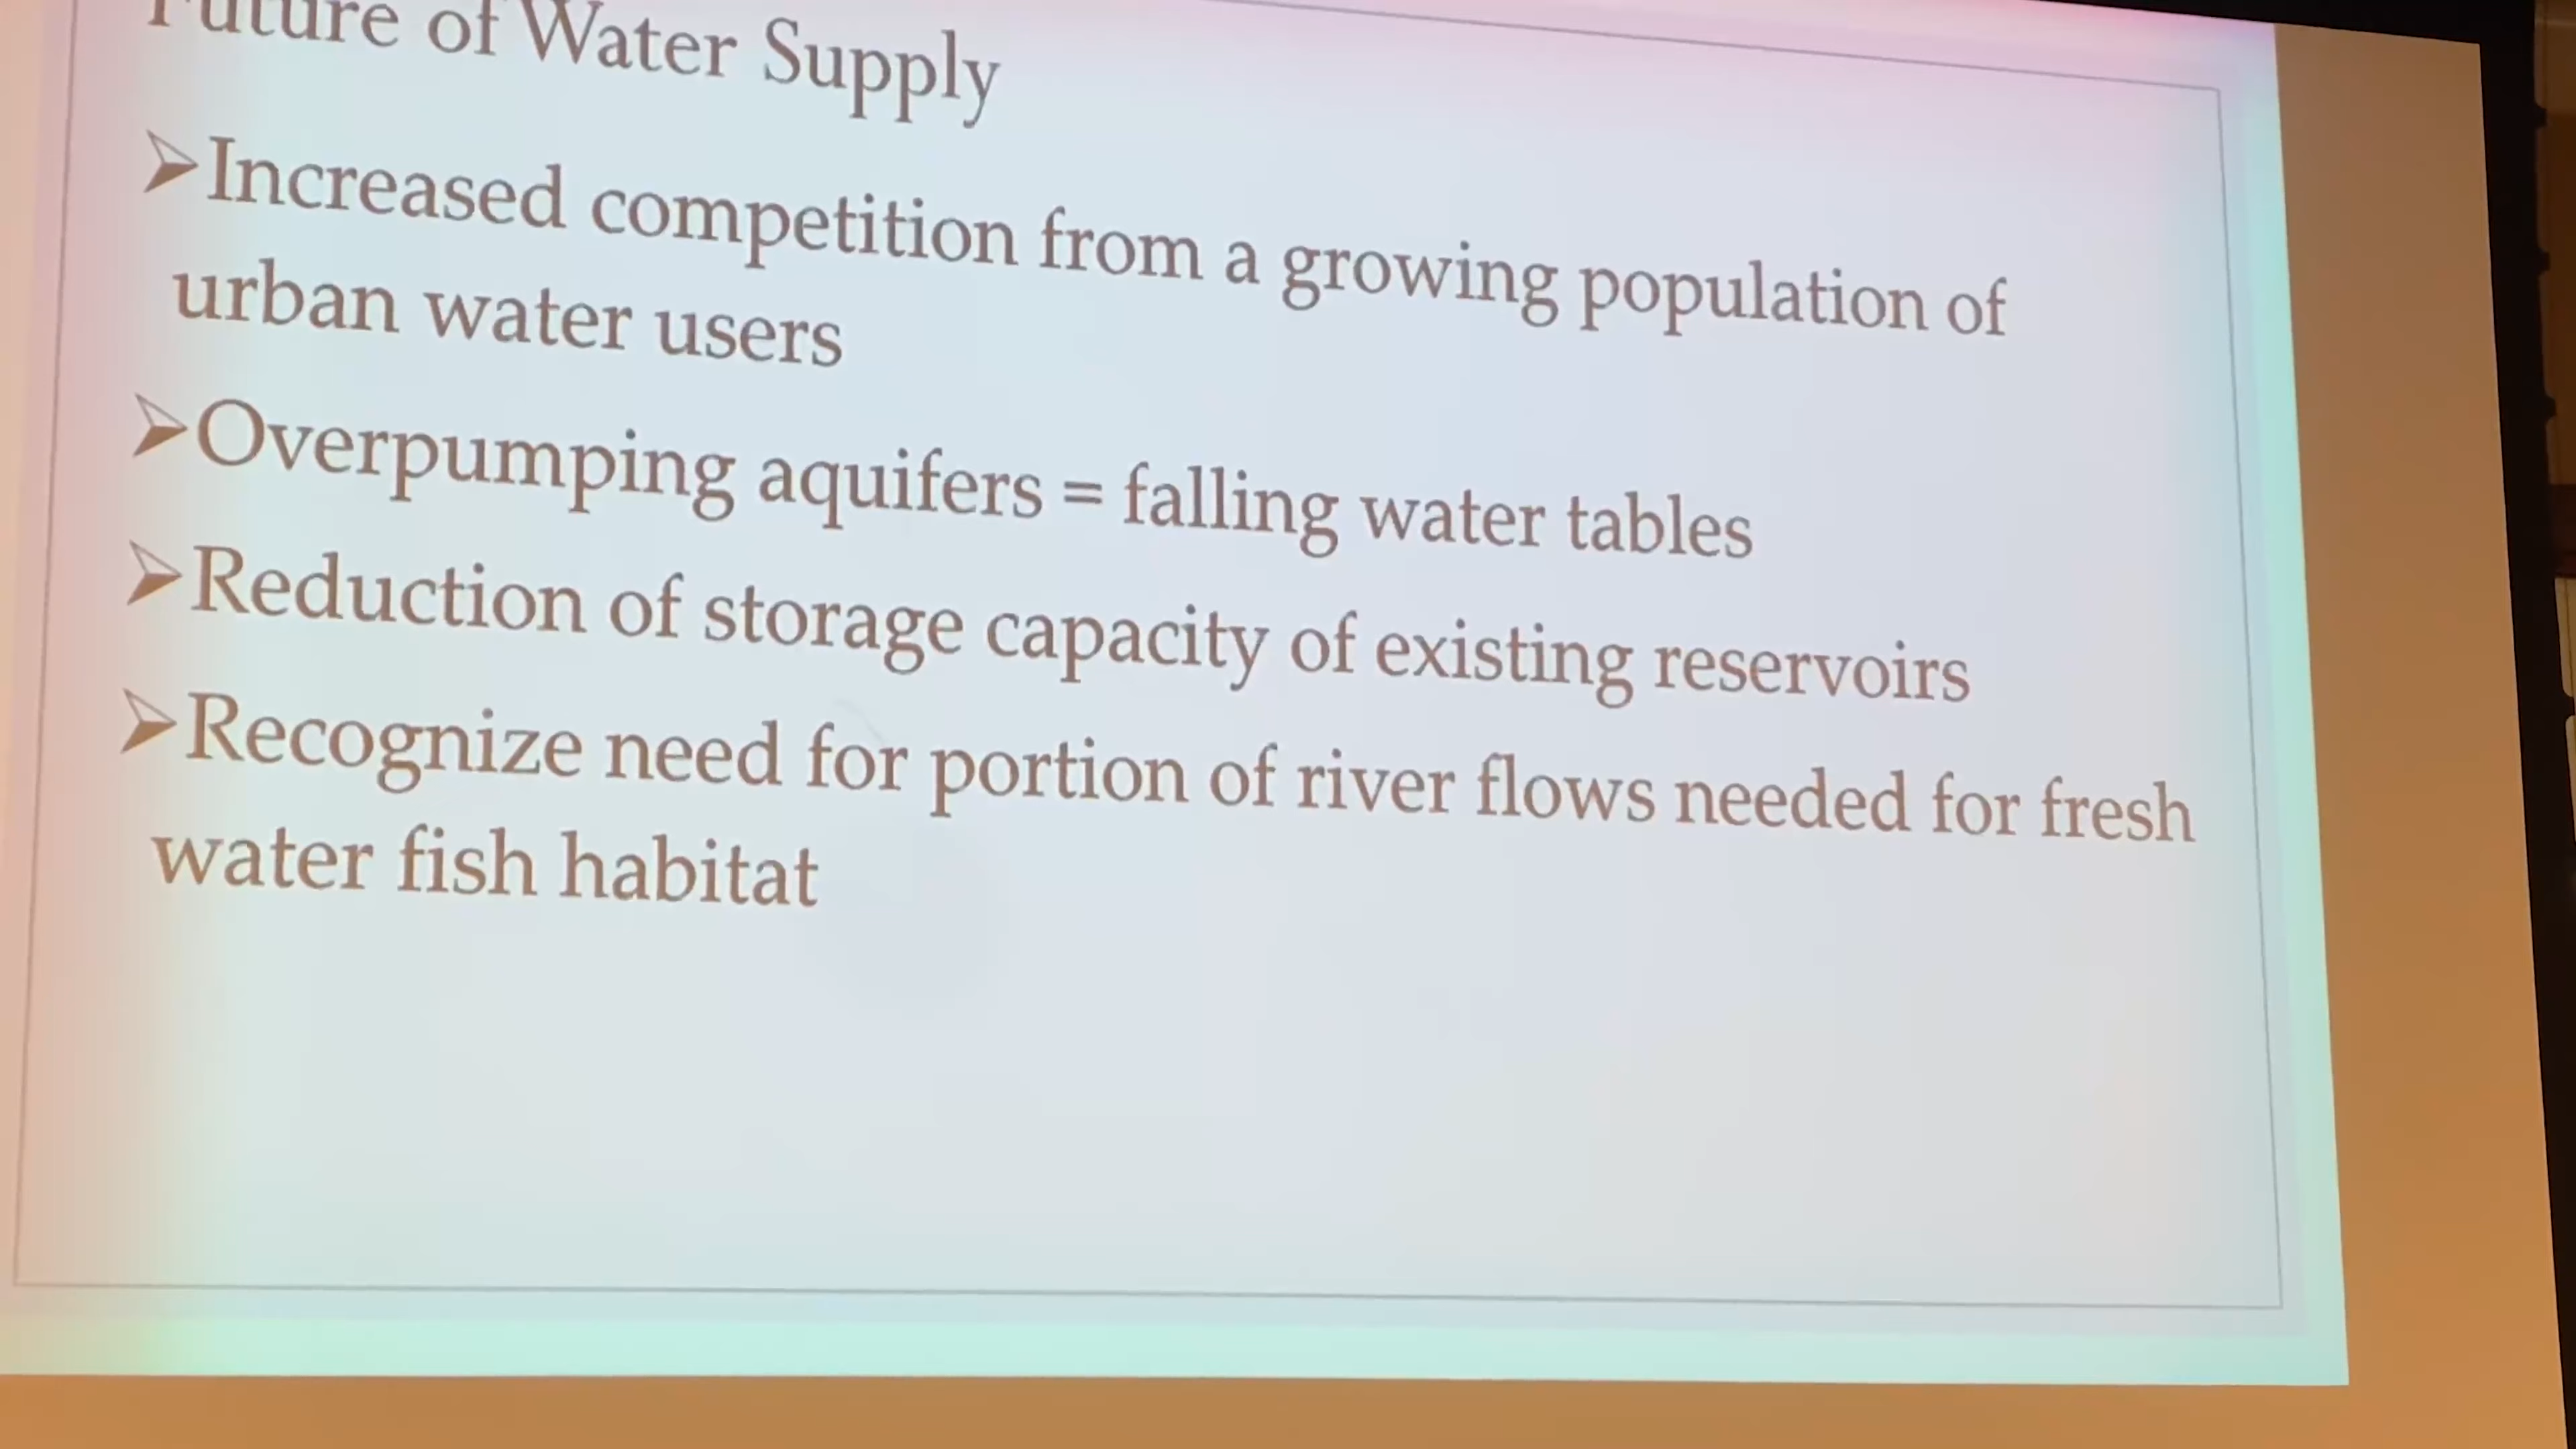 Future of Water Supply
➢Increased competition from a growing population of
urban water users
➢Overpumping aquifers = falling water tables
➢Reduction of storage capacity of existing reservoirs
➢Recognize need for portion of river flows needed for fresh
water fish habitat